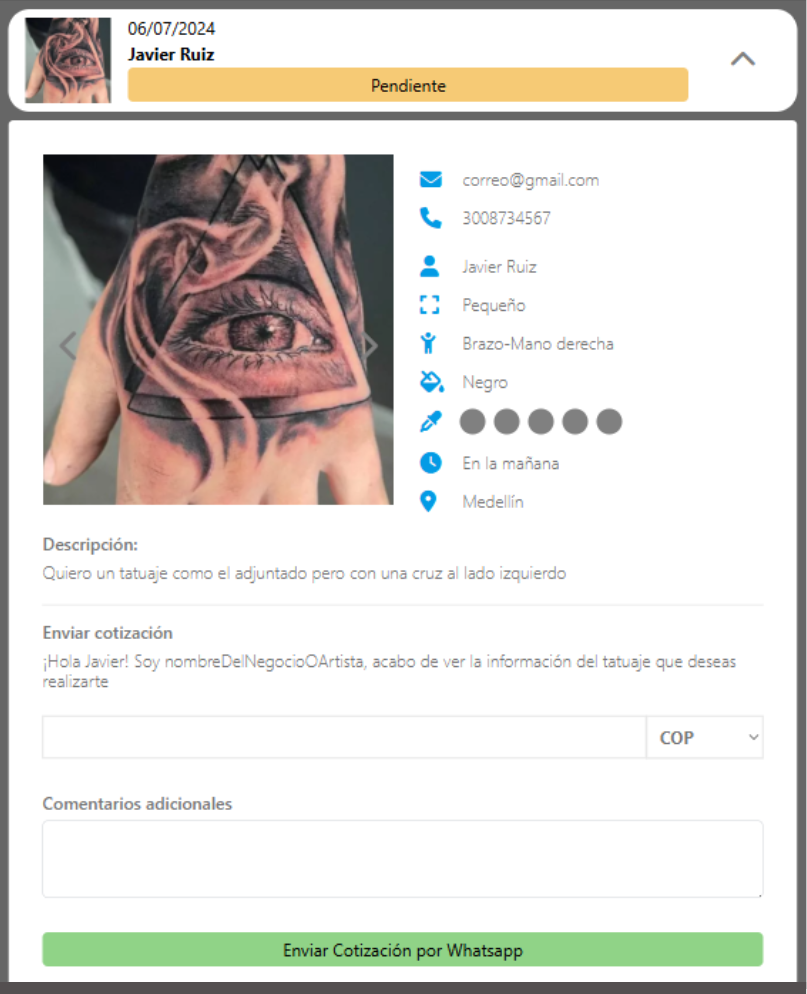 06/07/2024
Javier Ruiz
Pendiente
correo@gmail.com
3008734567
Javier Ruiz
Pequeño
Brazo-Mano derecha
Negro
En la mañana
Medellín
Descripción:
Quiero un tatuaje como el adjuntado pero con una cruz al lado izquierdo
Enviar cotización
¡Hola Javier! Soy nombreDelNegocioOArtista, acabo de ver la información del tatuaje que deseas
realizarte
COP
Comentarios adicionales
Enviar Cotización por Whatsapp